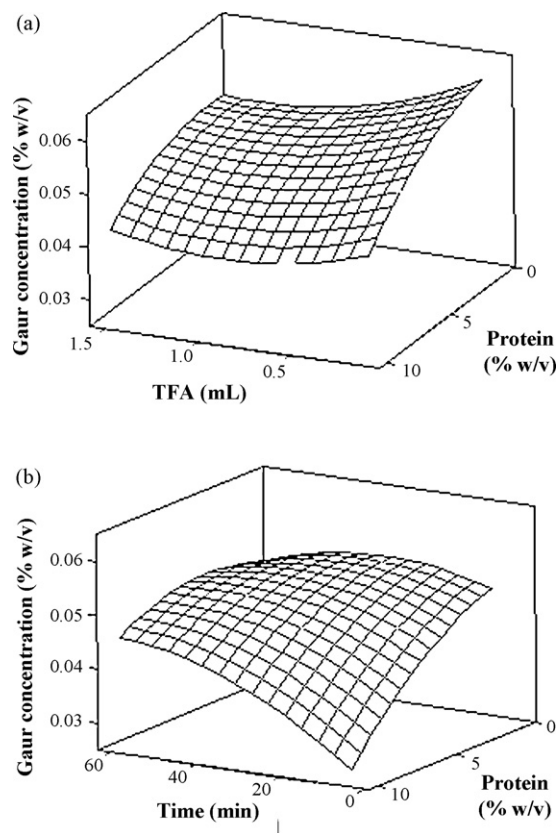 (a)
Gaur concentration (% w/v)
0.06
0.05
0.04
0.03
1.5
1.0
0.5
TFA (mL)
0
5
10
Protein
(% w/v)
(b)
Gaur concentration (% w/v)
0.06
0.05
0.04
0.03
60
40
20
0
Time (min)
0
5
10
Protein
(% w/v)